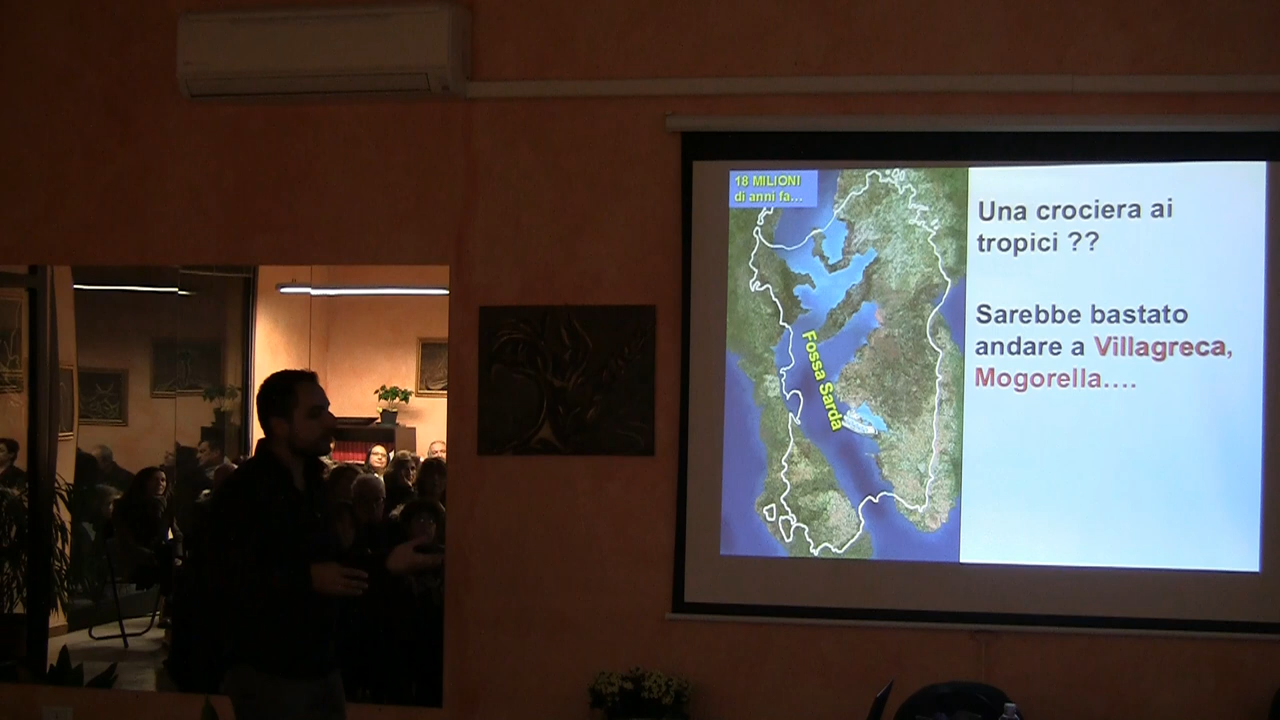 18 MILIONI
di anni fa...
Fossa Sarda
Una crociera ai
tropici ??
Sarebbe bastato
andare a Villagreca,
Mogorella....